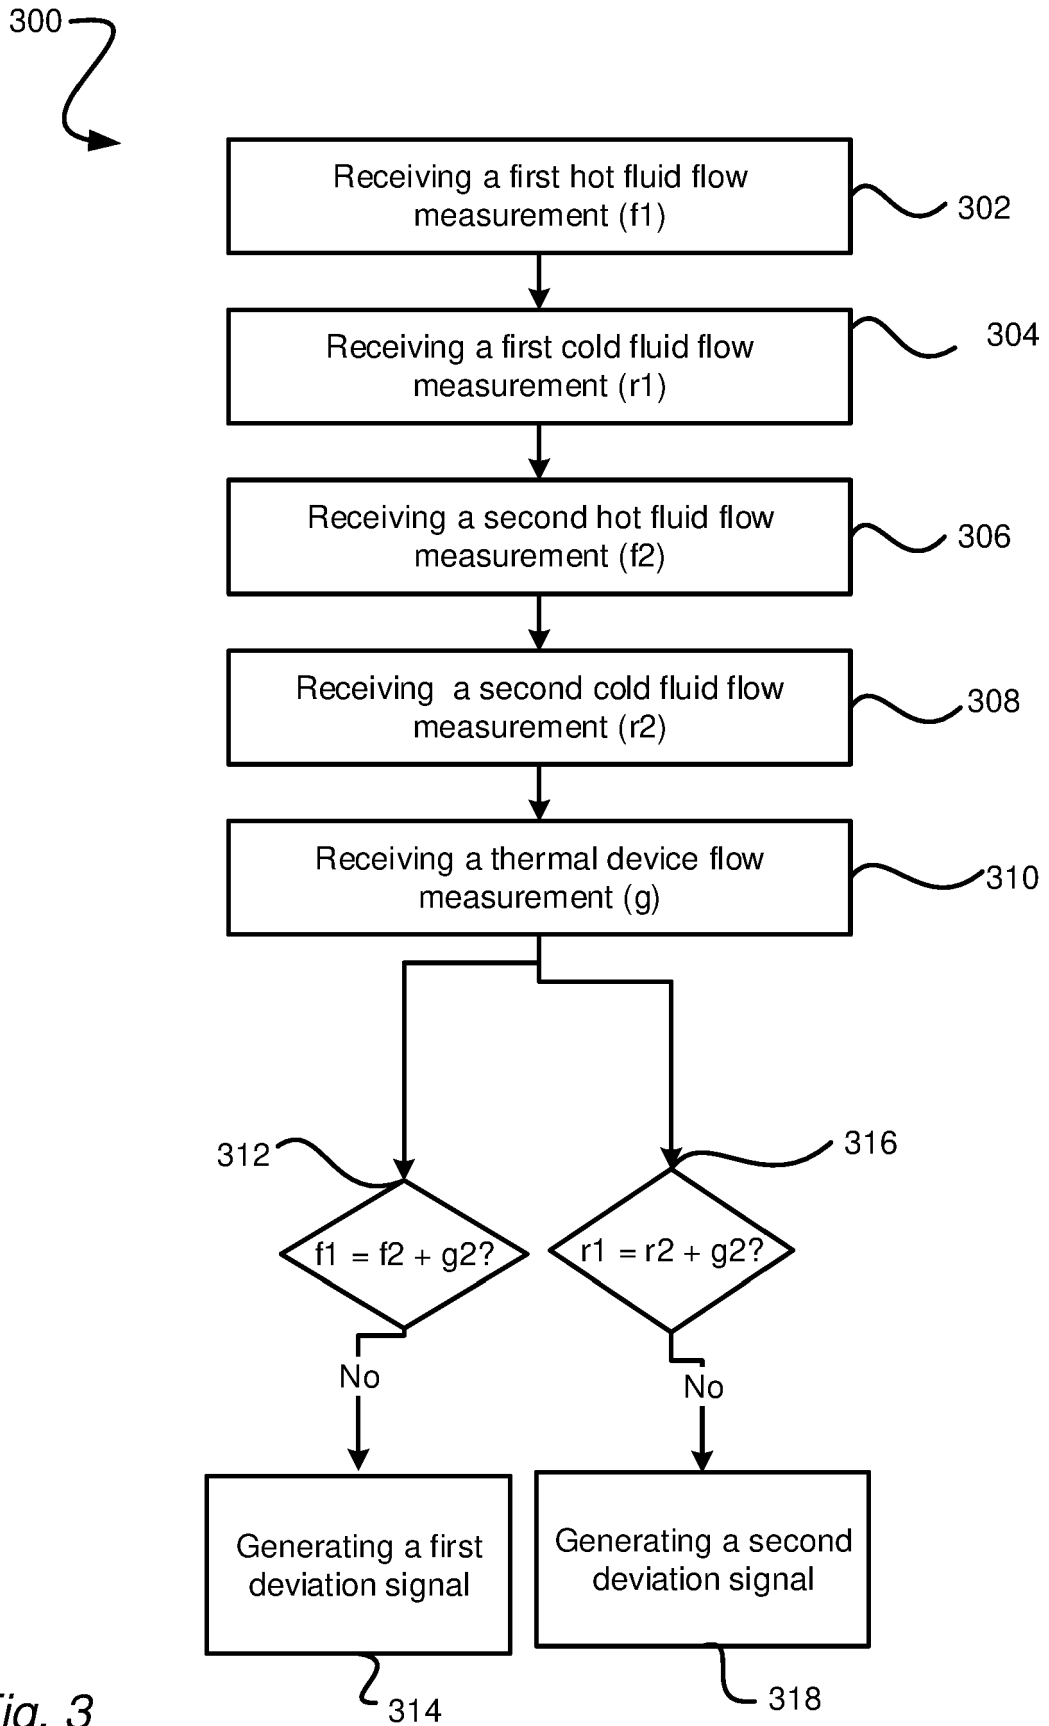 300
Receiving a first hot fluid flow
measurement (f1)
302
Receiving a first cold fluid flow
measurement (r1)
304
Receiving a second hot fluid flow
measurement (f2)
306
Receiving a second cold fluid flow
measurement (r2)
308
Receiving a thermal device flow
measurement (g)
310
312
316
f1 = f2 + g2?
r1 = r2 + g2?
No
No
Generating a first
deviation signal
Generating a second
deviation signal
314
318
Fig. 3